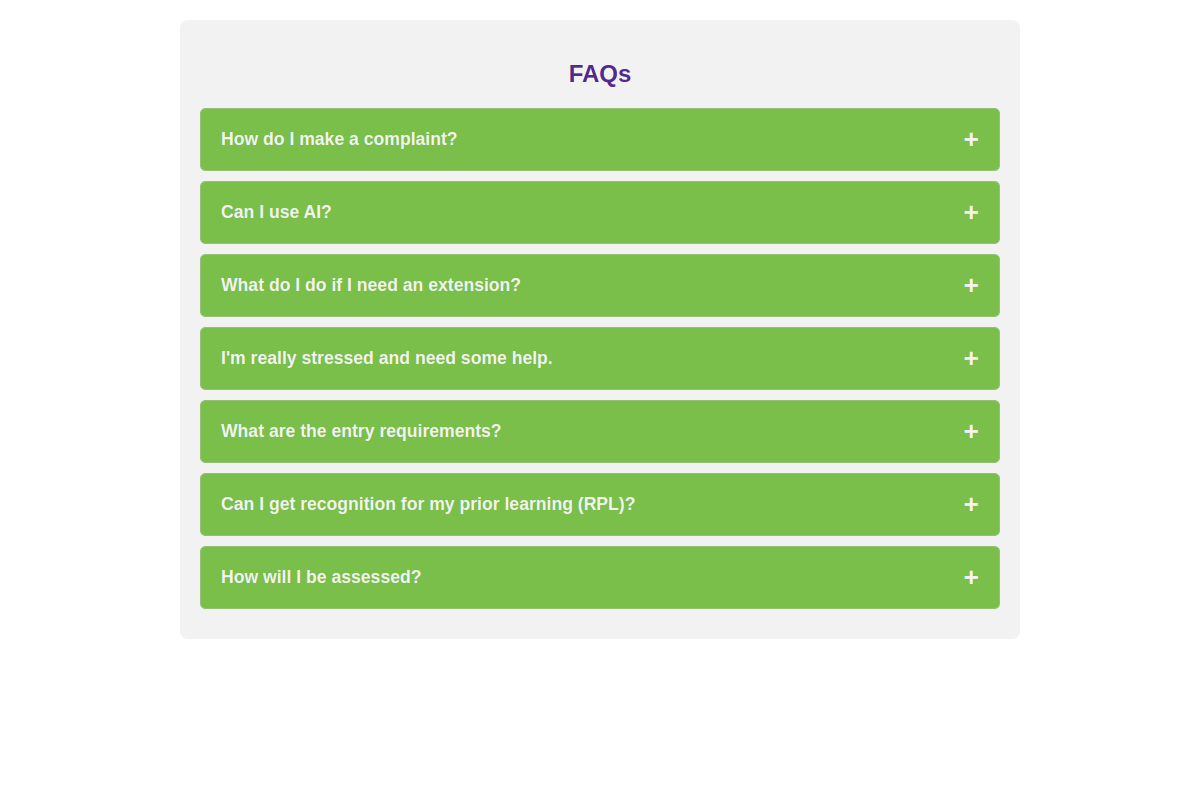 FAQs
How do I make a complaint? +
Can I use AI? +
What do I do if I need an extension? +
I'm really stressed and need some help. +
What are the entry requirements? +
Can I get recognition for my prior learning (RPL)? +
How will I be assessed? +